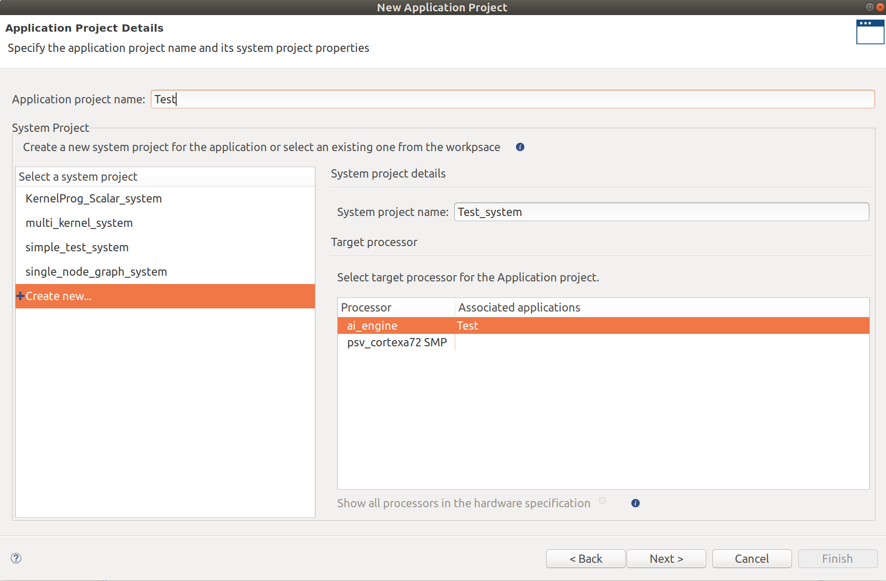 New Application Project
Application Project Details
Specify the application project name and its system project properties
Application project name: Test
System Project
Create a new system project for the application or select an existing one from the workpsace
Select a system project
KernelProg_Scalar_system
multi_kernel_system
simple_test_system
single_node_graph_system
Create new...
System project details
System project name: Test_system
Target processor
Select target processor for the Application project.
Processor Associated applications
ai_engine Test
psv_cortexa72 SMP
Show all processors in the hardware specification
< Back Next > Cancel Finish